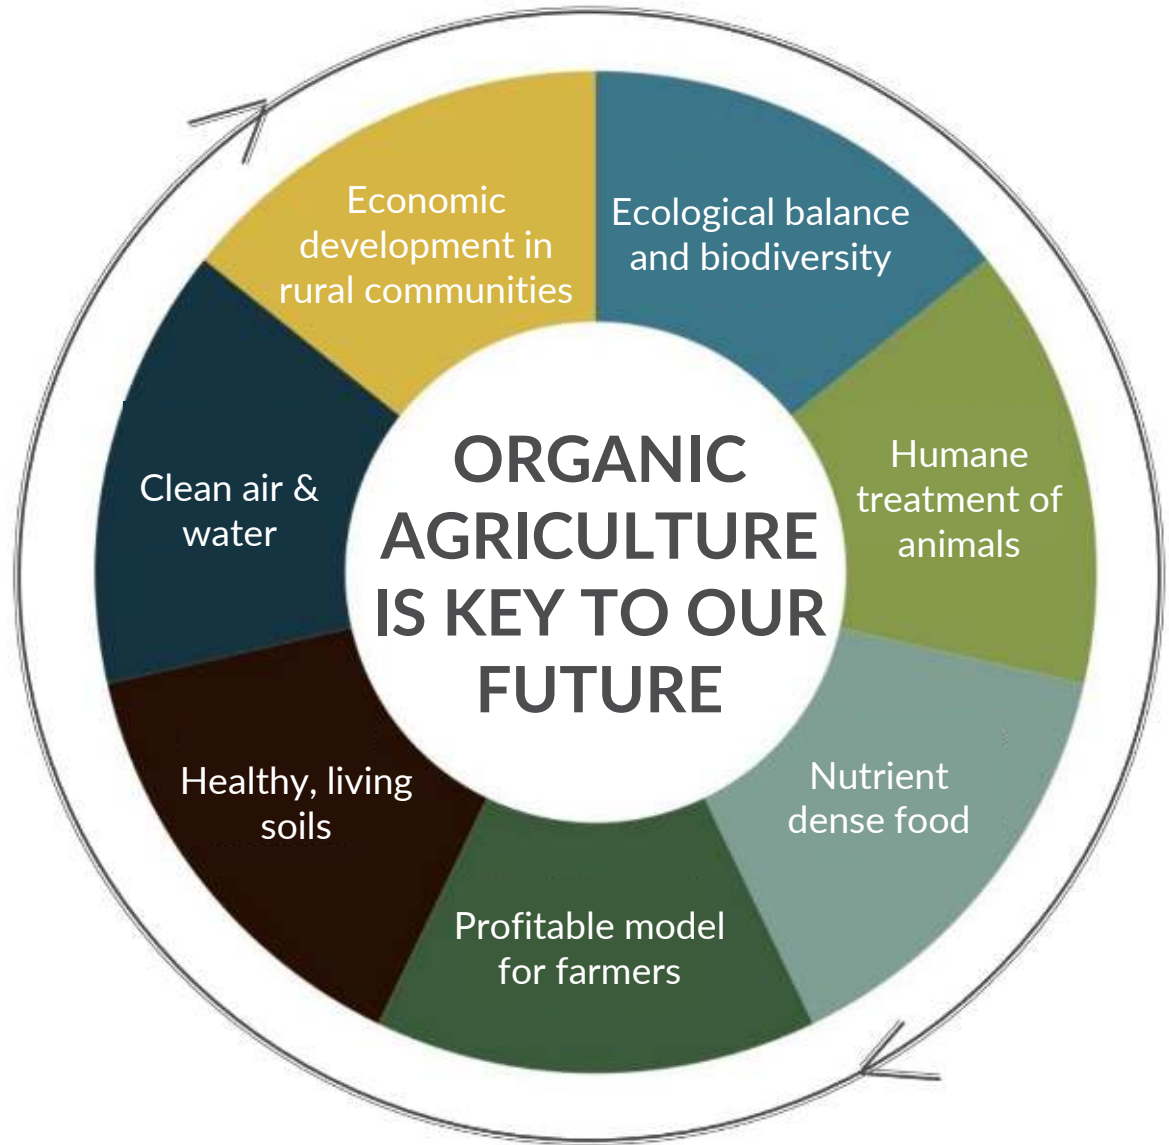 Economic
development in
rural communities
Ecological balance
and biodiversity
Humane
treatment of
animals
Nutrient
dense food
Profitable model
for farmers
Healthy, living
soils
Clean air &
water
ORGANIC
AGRICULTURE
IS KEY TO OUR
FUTURE